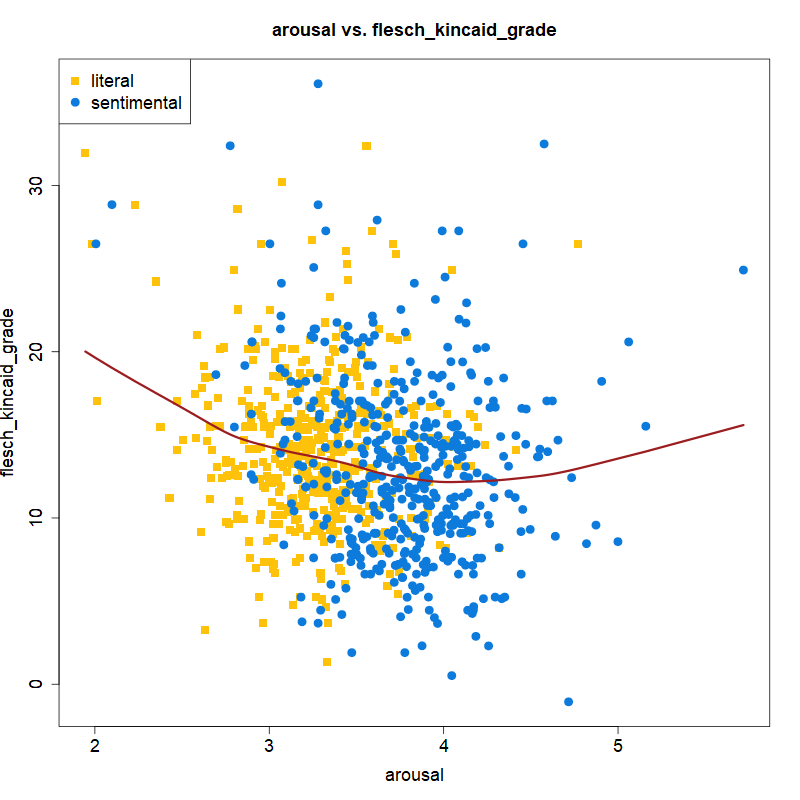 arousal vs. flesch_kincaid_grade
literal
sentimental
flesch_kincaid_grade
30
20
10
0
2 3 4 5
arousal